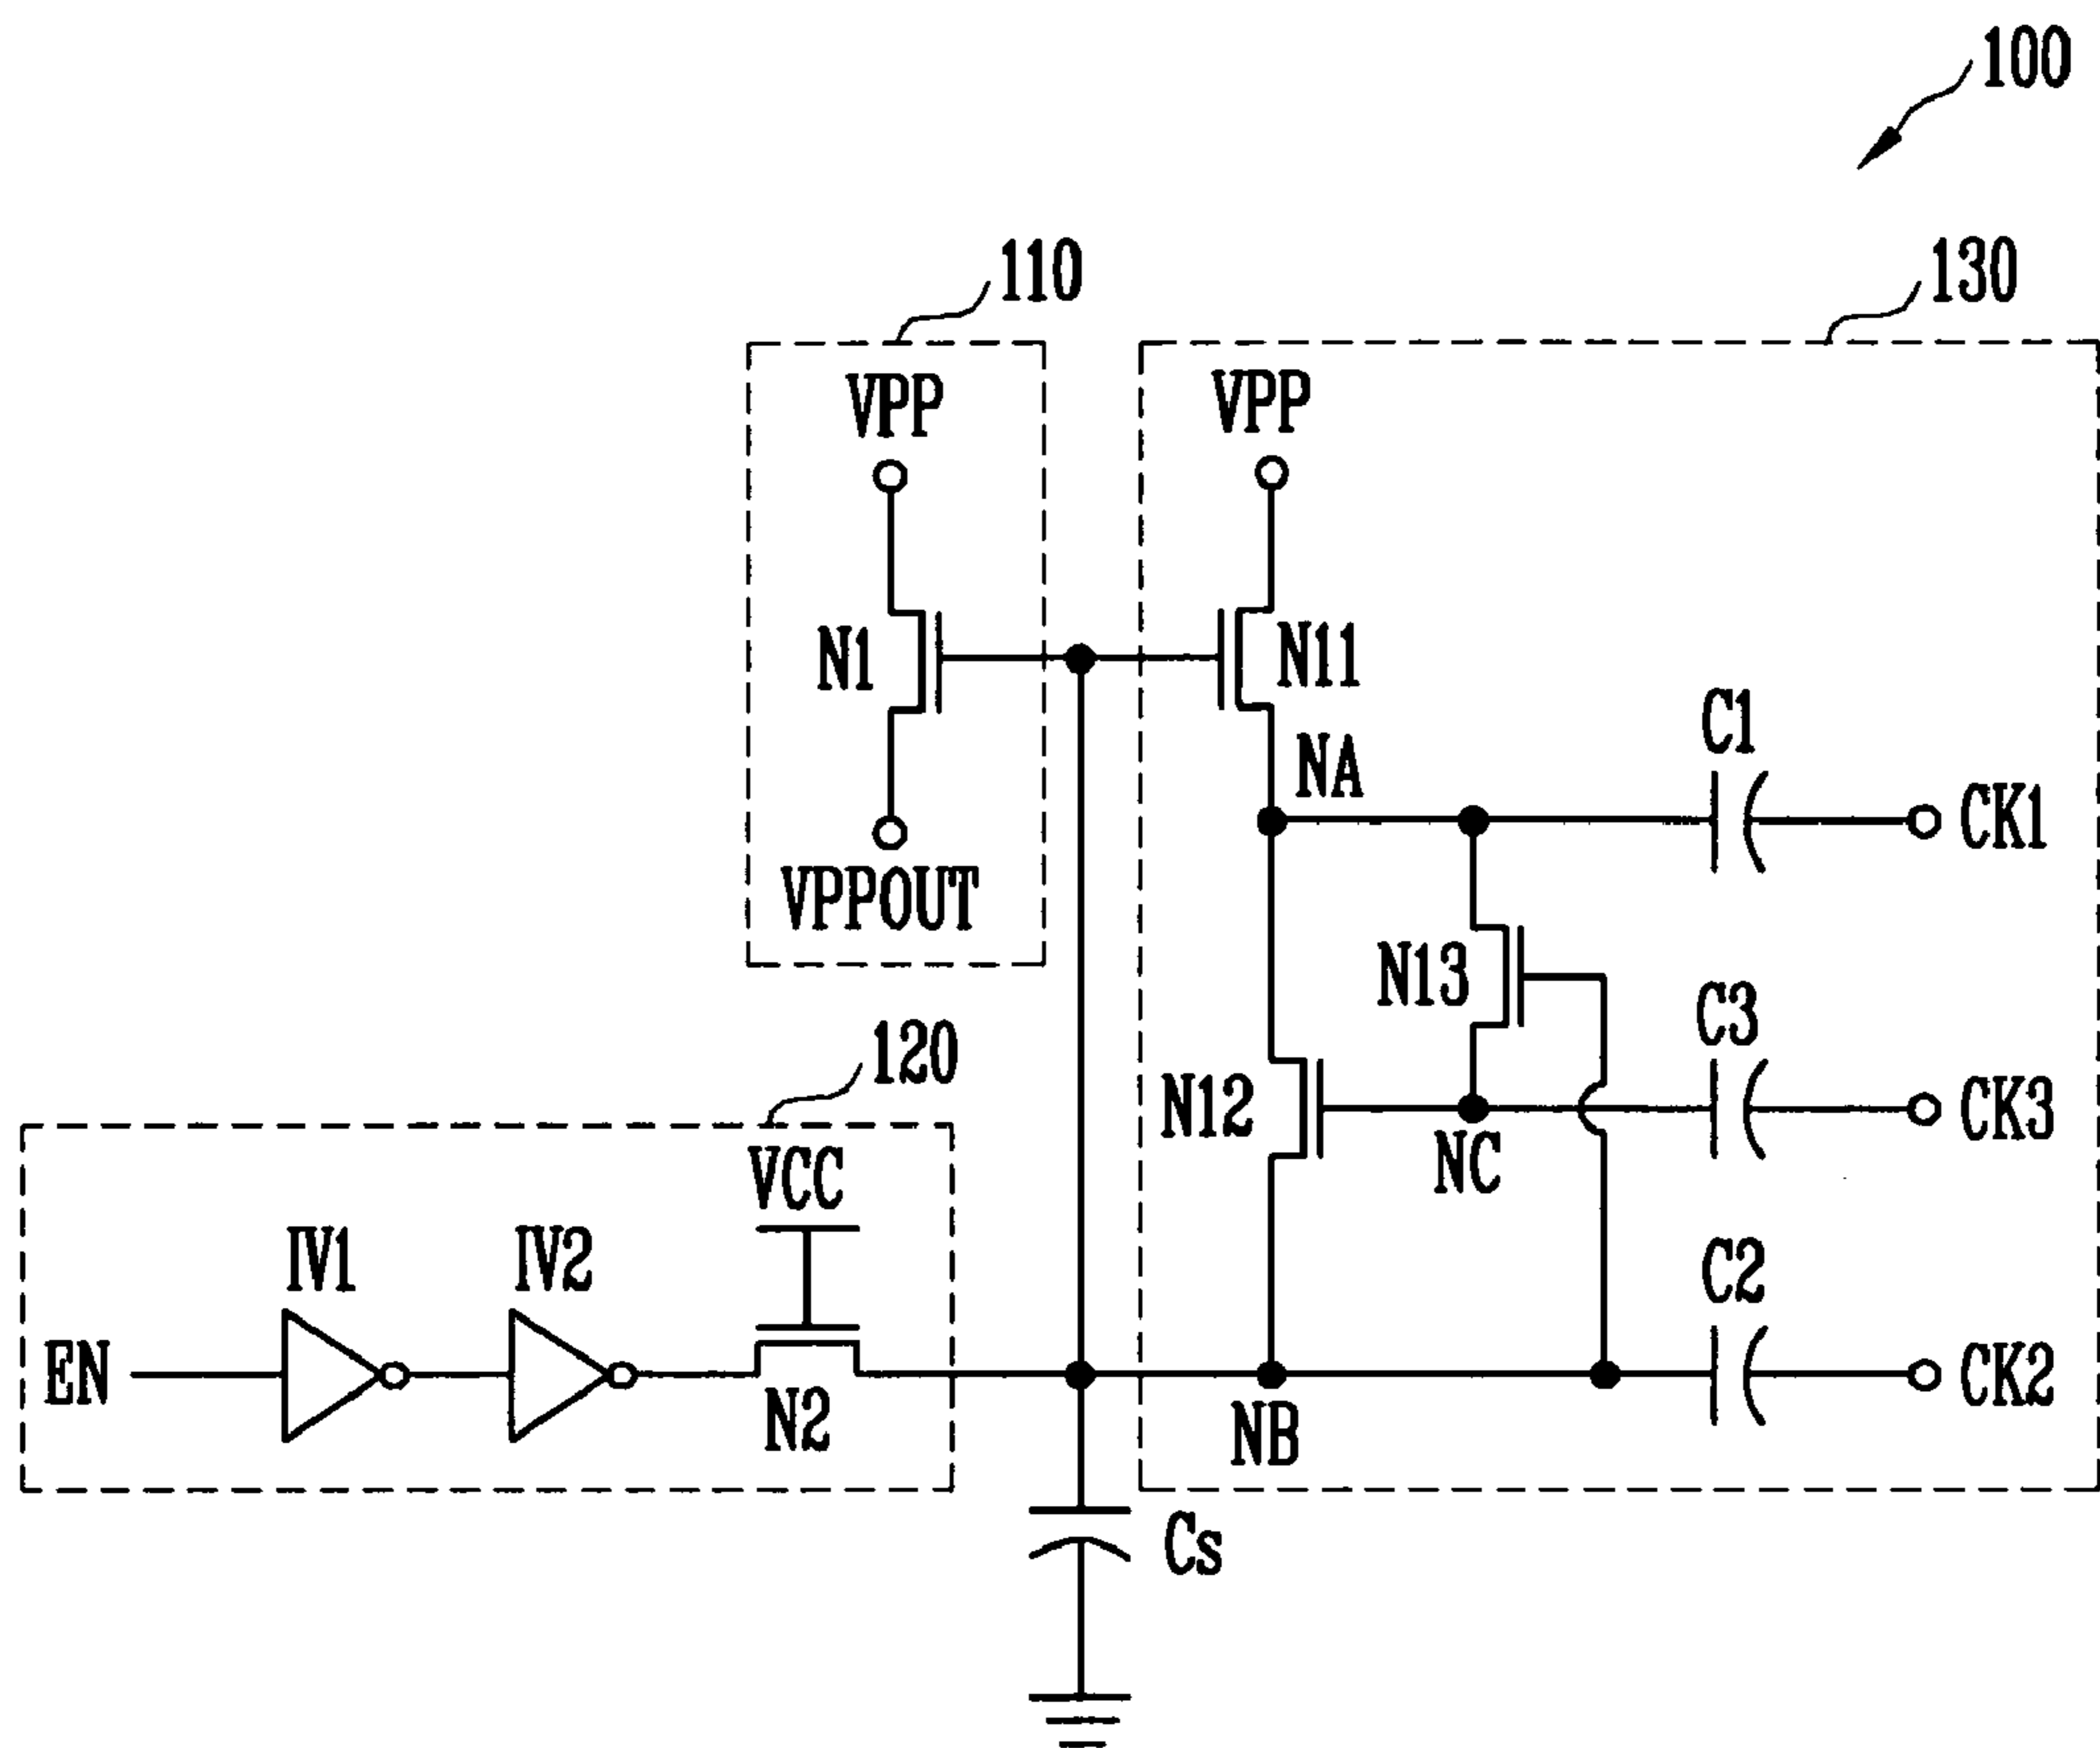 100
110
130
VPP
VPP
N1
N11
C1
NA
CK1
VPPOUT
N13
C3
120
N12
CK3
VCC
NC
IV1
IV2
C2
EN
CK2
N2
NB
Cs